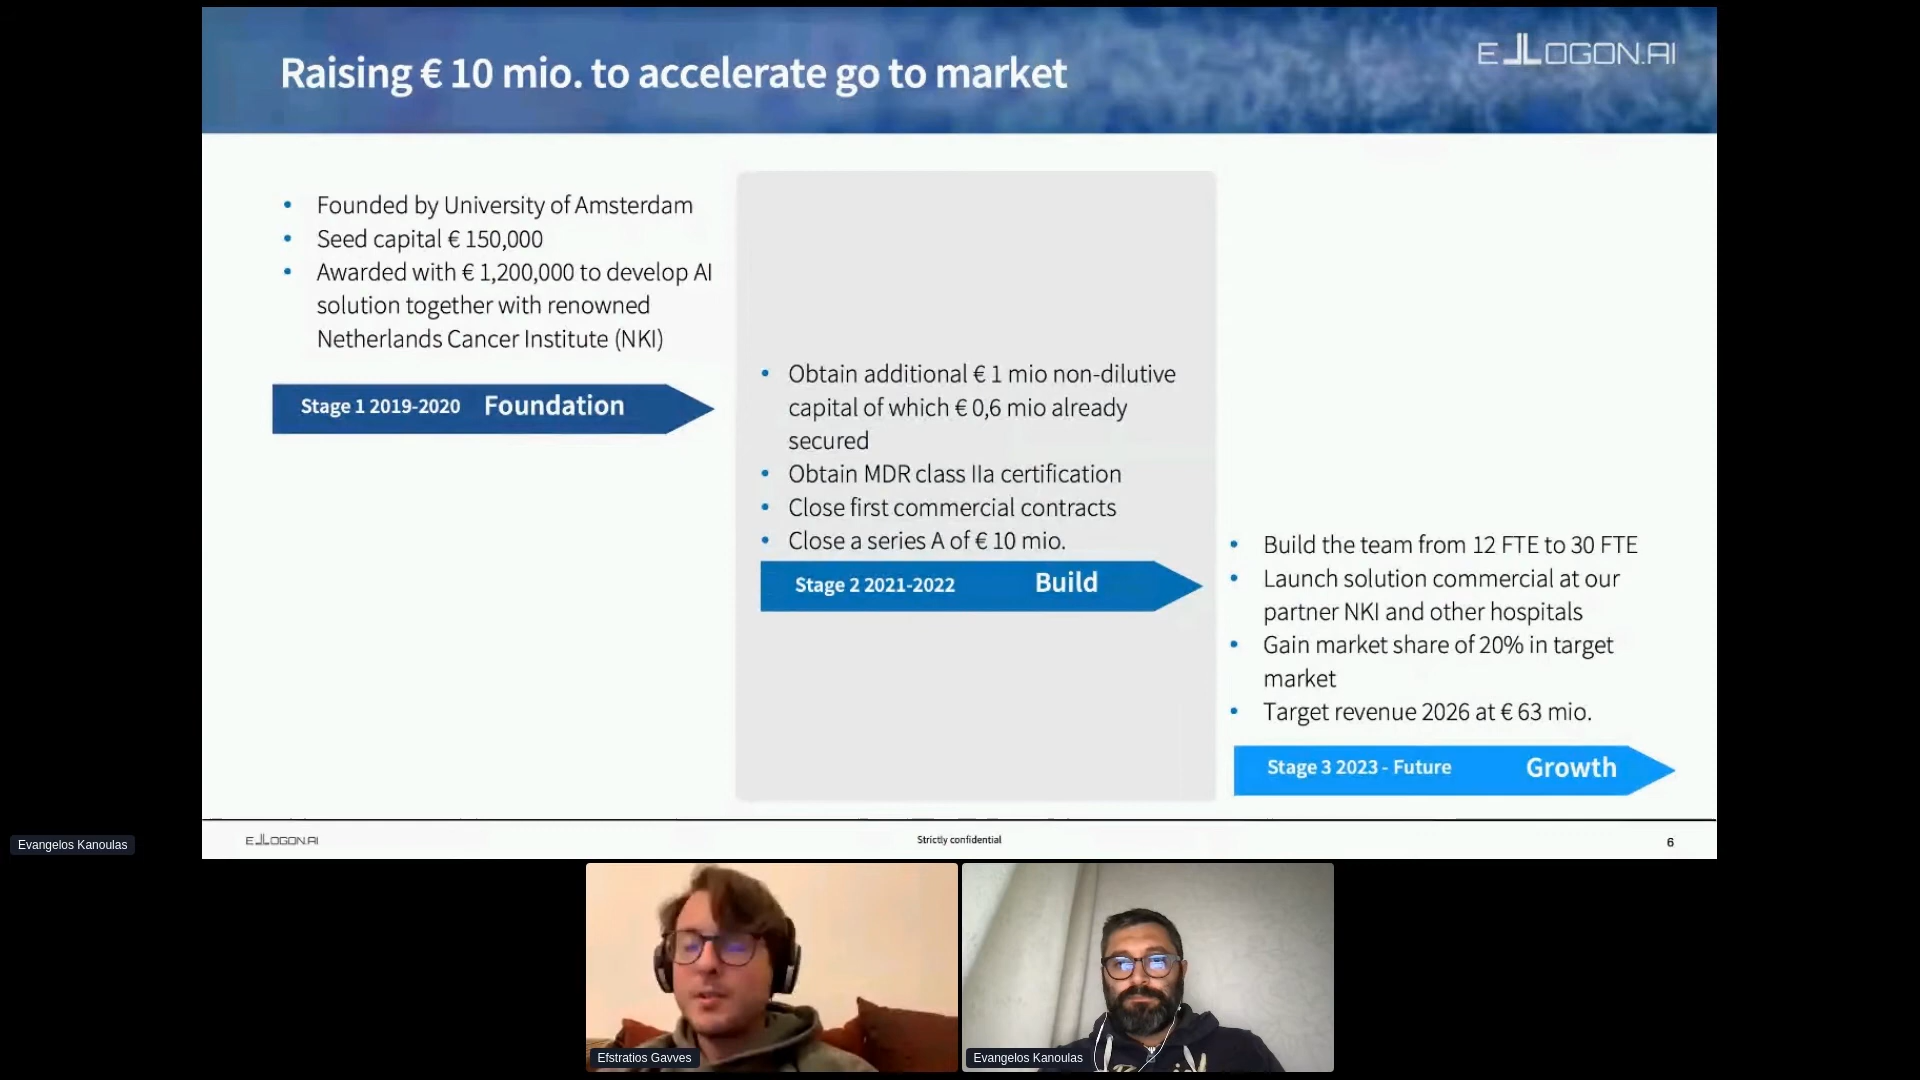 Raising € 10 mio. to accelerate go to market
ELLOGON.AI
• Founded by University of Amsterdam
• Seed capital € 150,000
• Awarded with € 1,200,000 to develop AI
solution together with renowned
Netherlands Cancer Institute (NKI)
Stage 1 2019-2020 Foundation
• Obtain additional € 1 mio non-dilutive
capital of which € 0,6 mio already
secured
• Obtain MDR class IIa certification
• Close first commercial contracts
• Close a series A of € 10 mio.
Stage 2 2021-2022 Build
• Build the team from 12 FTE to 30 FTE
• Launch solution commercial at our
partner NKI and other hospitals
• Gain market share of 20% in target
market
• Target revenue 2026 at € 63 mio.
Stage 3 2023 - Future Growth
ELLOGON.AI
Strictly confidential
6
Evangelos Kanoulas
Efstratios Gavves
Evangelos Kanoulas